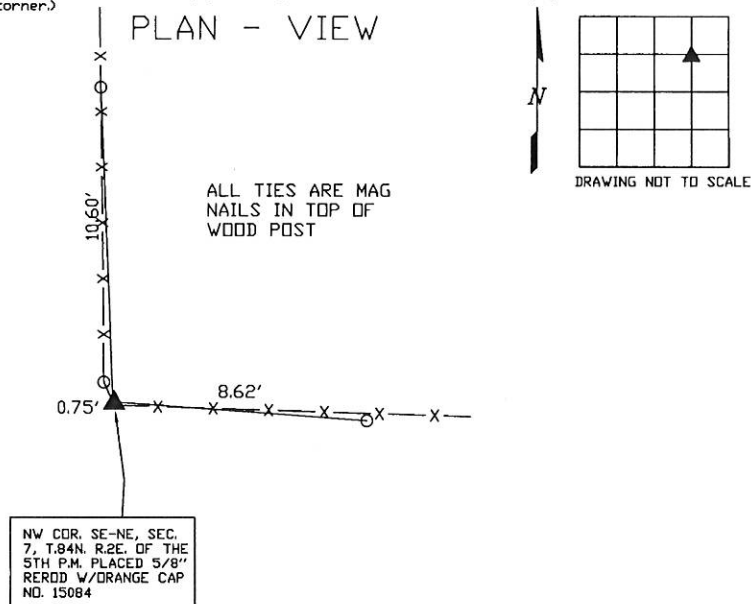 corner.)
PLAN - VIEW
N
DRAWING NOT TO SCALE
ALL TIES ARE MAG
NAILS IN TOP OF
WOOD POST
10.60'
8.62'
0.75'
NW COR. SE-NE, SEC.
7, T.84N. R.2E. OF THE
5TH P.M. PLACED 5/8"
REROD W/ORANGE CAP
NO. 15084